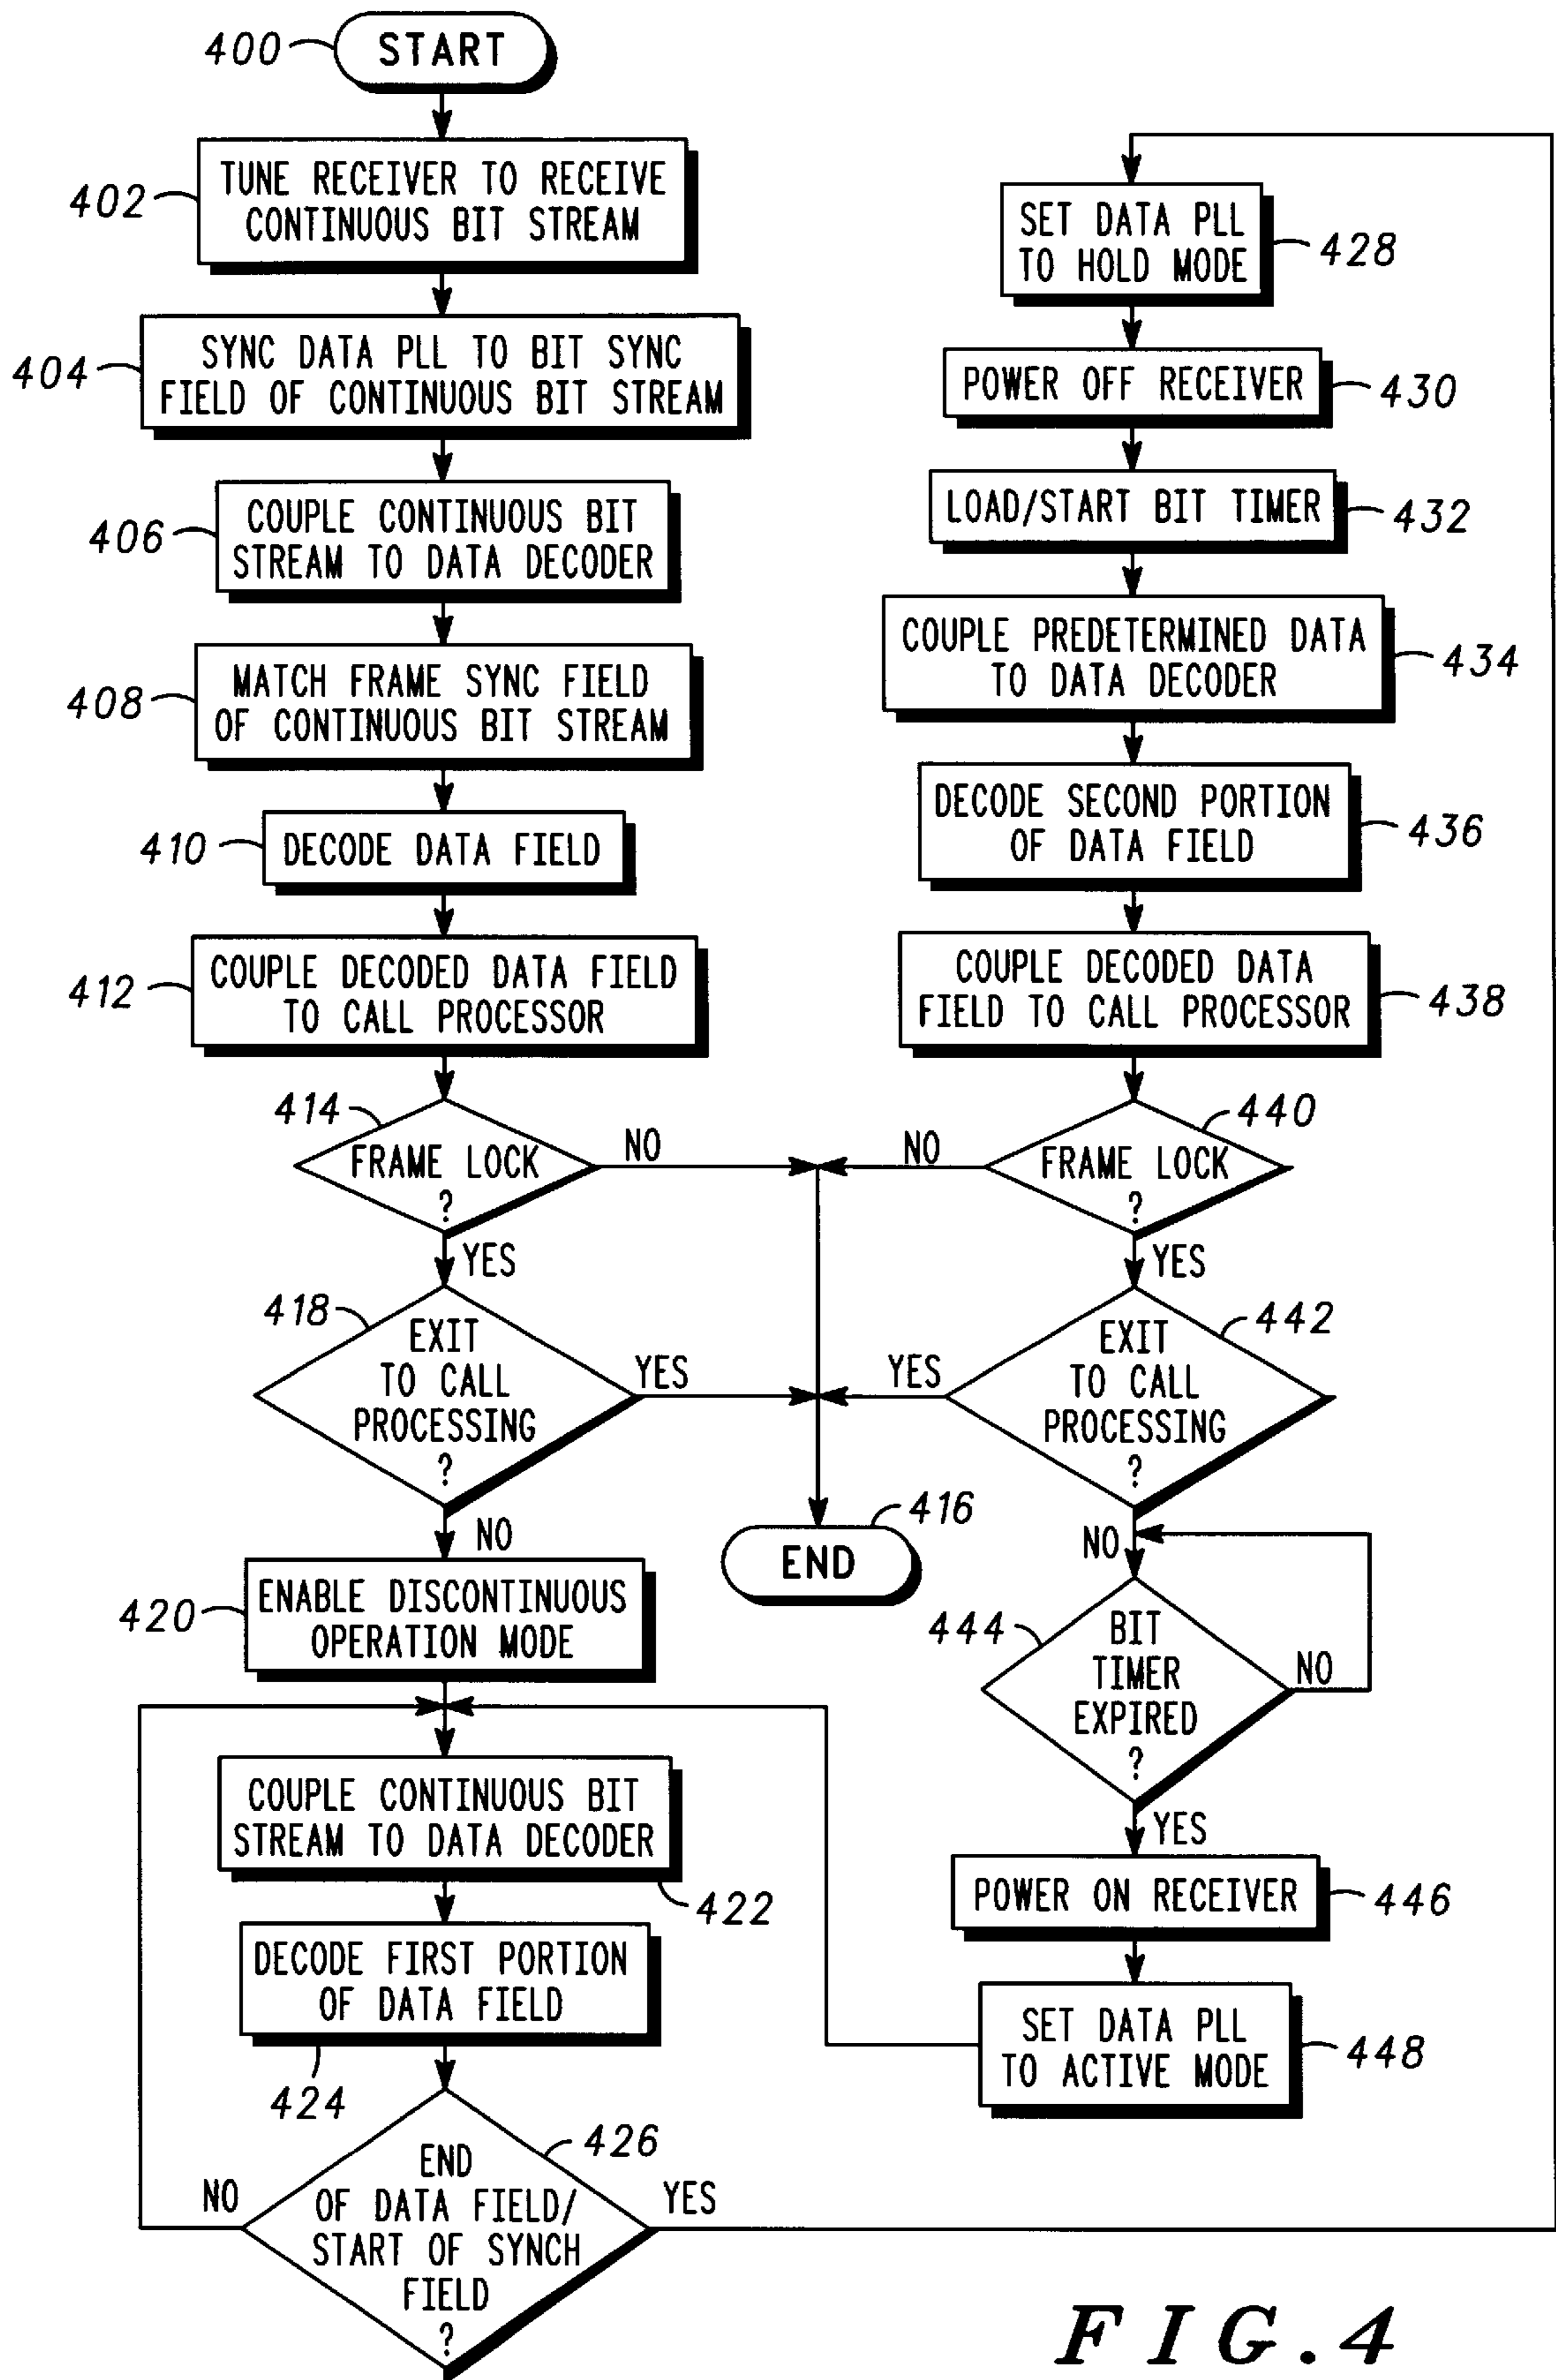 400
START
402
TUNE RECEIVER TO RECEIVE
CONTINUOUS BIT STREAM
404
SYNC DATA PLL TO BIT SYNC
FIELD OF CONTINUOUS BIT STREAM
406
COUPLE CONTINUOUS BIT
STREAM TO DATA DECODER
408
MATCH FRAME SYNC FIELD
OF CONTINUOUS BIT STREAM
410
DECODE DATA FIELD
412
COUPLE DECODED DATA FIELD
TO CALL PROCESSOR
414
FRAME LOCK
?
NO
YES
418
EXIT
TO CALL
PROCESSING
?
YES
NO
416
END
420
ENABLE DISCONTINUOUS
OPERATION MODE
COUPLE CONTINUOUS BIT
STREAM TO DATA DECODER
422
DECODE FIRST PORTION
OF DATA FIELD
424
426
END
OF DATA FIELD/
START OF SYNCH
FIELD
?
NO
YES
SET DATA PLL
TO HOLD MODE
428
POWER OFF RECEIVER
430
LOAD/START BIT TIMER
432
COUPLE PREDETERMINED DATA
TO DATA DECODER
434
DECODE SECOND PORTION
OF DATA FIELD
436
COUPLE DECODED DATA
FIELD TO CALL PROCESSOR
438
440
FRAME LOCK
?
NO
YES
442
EXIT
TO CALL
PROCESSING
?
YES
NO
444
BIT
TIMER
EXPIRED
?
NO
YES
POWER ON RECEIVER
446
SET DATA PLL
TO ACTIVE MODE
448
FIG.4